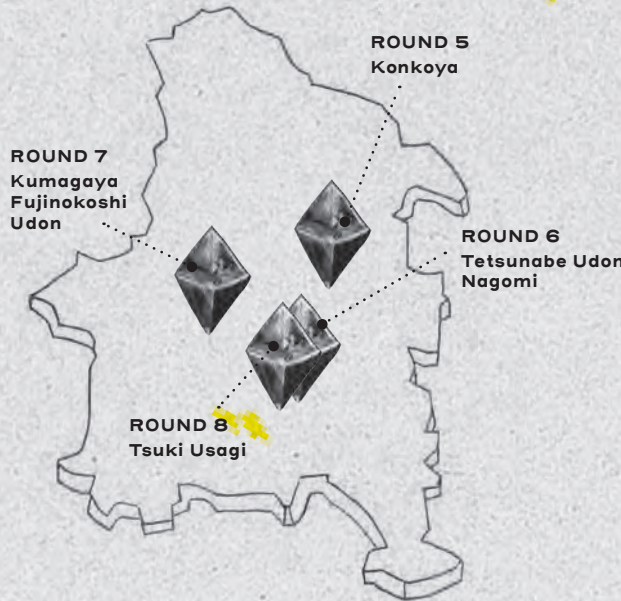 ROUND 5
Konkoya
ROUND 7
Kumagaya
Fujinokoshi
Udon
ROUND 6
Tetsunabe Udon
Nagomi
ROUND 8
Tsuki Usagi